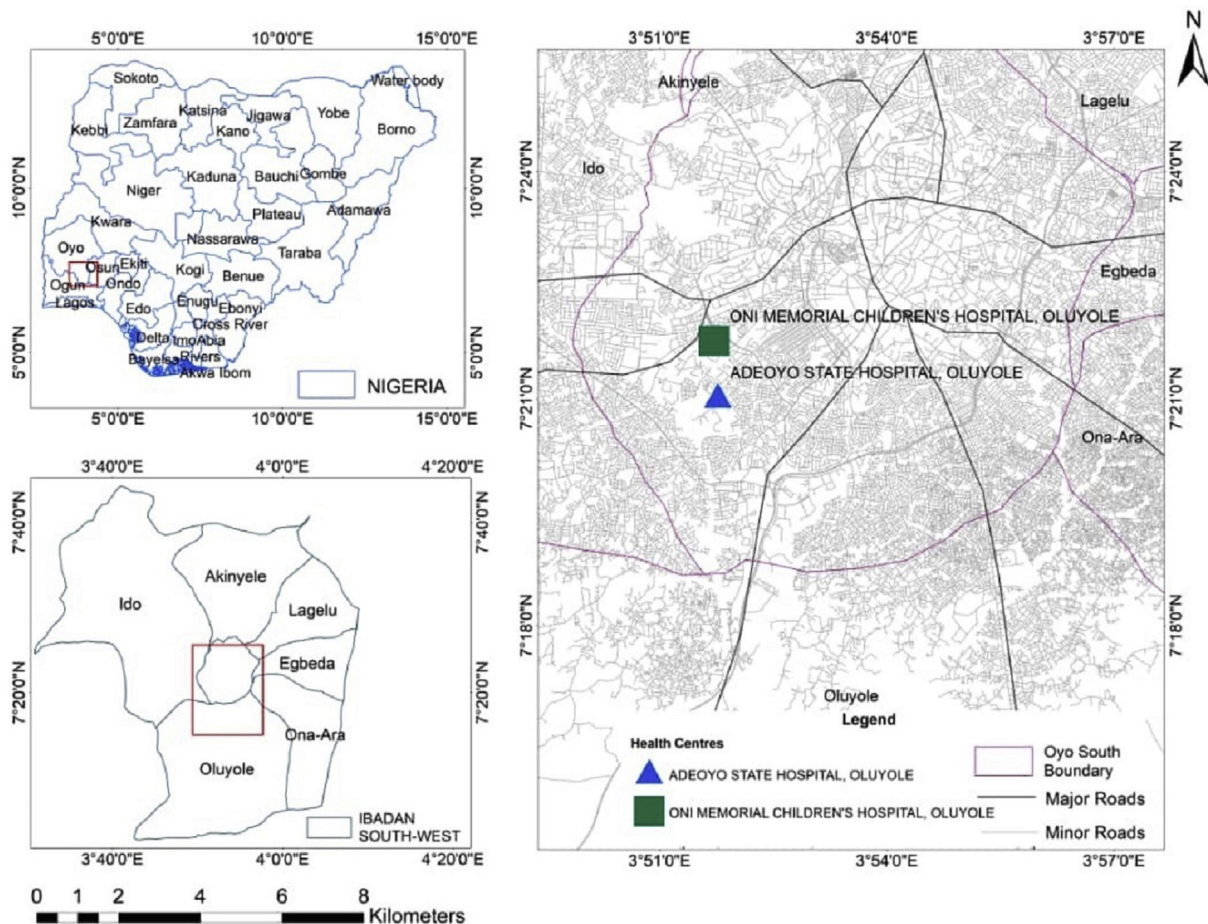 5°0'0"E 10°0'0"E 15°0'0"E
Sokoto
Water body
Katsina
Jigawa
Yobe
Zamfara
Kano
Borno
Kebbi
10°0'0"N
10°0'0"N
Kaduna
Bauchi
Gombe
Niger
Plateau
Adamawa
Kwara
Nassarawa
Taraba
Oyo
Osun
Ekiti
Kogi
Benue
Ogun
Ondo
Lagos
Edo
Enugu
Ebonyi
Cross River
Delta
Imo
Abia
Bayelsa
Rivers
Akwa Ibom
5°0'0"N
5°0'0"N
NIGERIA
5°0'0"E 10°0'0"E 15°0'0"E
3°40'0"E 4°0'0"E 4°20'0"E
7°40'0"N
7°40'0"N
Akinyele
Ido
Lagelu
Egbeda
7°20'0"N
7°20'0"N
Ona-Ara
Oluyole
IBADAN
SOUTH-WEST
3°40'0"E 4°0'0"E 4°20'0"E
0 1 2 4 6 8
Kilometers
N
3°51'0"E 3°54'0"E 3°57'0"E
Akinyele
Lagelu
Ido
7°24'0"N
7°24'0"N
Egbeda
ONI MEMORIAL CHILDREN'S HOSPITAL, OLUYOLE
ADEOYO STATE HOSPITAL, OLUYOLE
7°21'0"N
7°21'0"N
Ona-Ara
7°18'0"N
7°18'0"N
Oluyole
Legend
Health Centres
ADEOYO STATE HOSPITAL, OLUYOLE
ONI MEMORIAL CHILDREN'S HOSPITAL, OLUYOLE
Oyo South
Boundary
Major Roads
Minor Roads
3°51'0"E 3°54'0"E 3°57'0"E